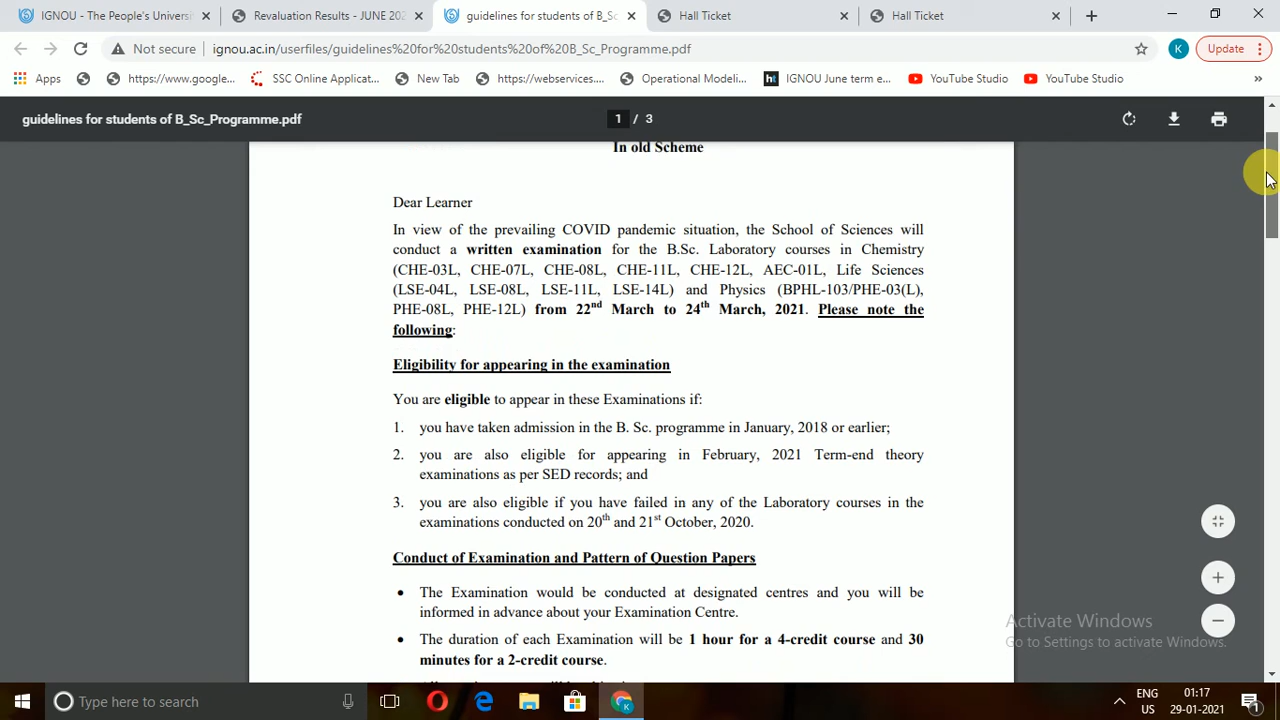 IGNOU - The People's Universi
Revaluation Results - JUNE 202
guidelines for students of B_Sc
Hall Ticket
Hall Ticket
Not secure
ignou.ac.in/userfiles/guidelines%20for%20students%20of%20B_Sc_Programme.pdf
K
Update
Apps
https://www.google...
SSC Online Applicat...
New Tab
https://webservices....
Operational Modeli...
ht
IGNOU June term e...
YouTube Studio
YouTube Studio
»
guidelines for students of B_Sc_Programme.pdf
1 / 3
In old Scheme
Dear Learner
In view of the prevailing COVID pandemic situation, the School of Sciences will
conduct a written examination for the B.Sc. Laboratory courses in Chemistry
(CHE-03L, CHE-07L, CHE-08L, CHE-11L, CHE-12L, AEC-01L, Life Sciences
(LSE-04L, LSE-08L, LSE-11L, LSE-14L) and Physics (BPHL-103/PHE-03(L),
PHE-08L, PHE-12L) from 22nd March to 24th March, 2021. Please note the
following:
Eligibility for appearing in the examination
You are eligible to appear in these Examinations if:
1. you have taken admission in the B. Sc. programme in January, 2018 or earlier;
2. you are also eligible for appearing in February, 2021 Term-end theory
examinations as per SED records; and
3. you are also eligible if you have failed in any of the Laboratory courses in the
examinations conducted on 20th and 21st October, 2020.
Conduct of Examination and Pattern of Question Papers
• The Examination would be conducted at designated centres and you will be
informed in advance about your Examination Centre.
• The duration of each Examination will be 1 hour for a 4-credit course and 30
minutes for a 2-credit course.
Activate Windows
Go to Settings to activate Windows.
Type here to search
K
ENG
US
01:17
29-01-2021
1